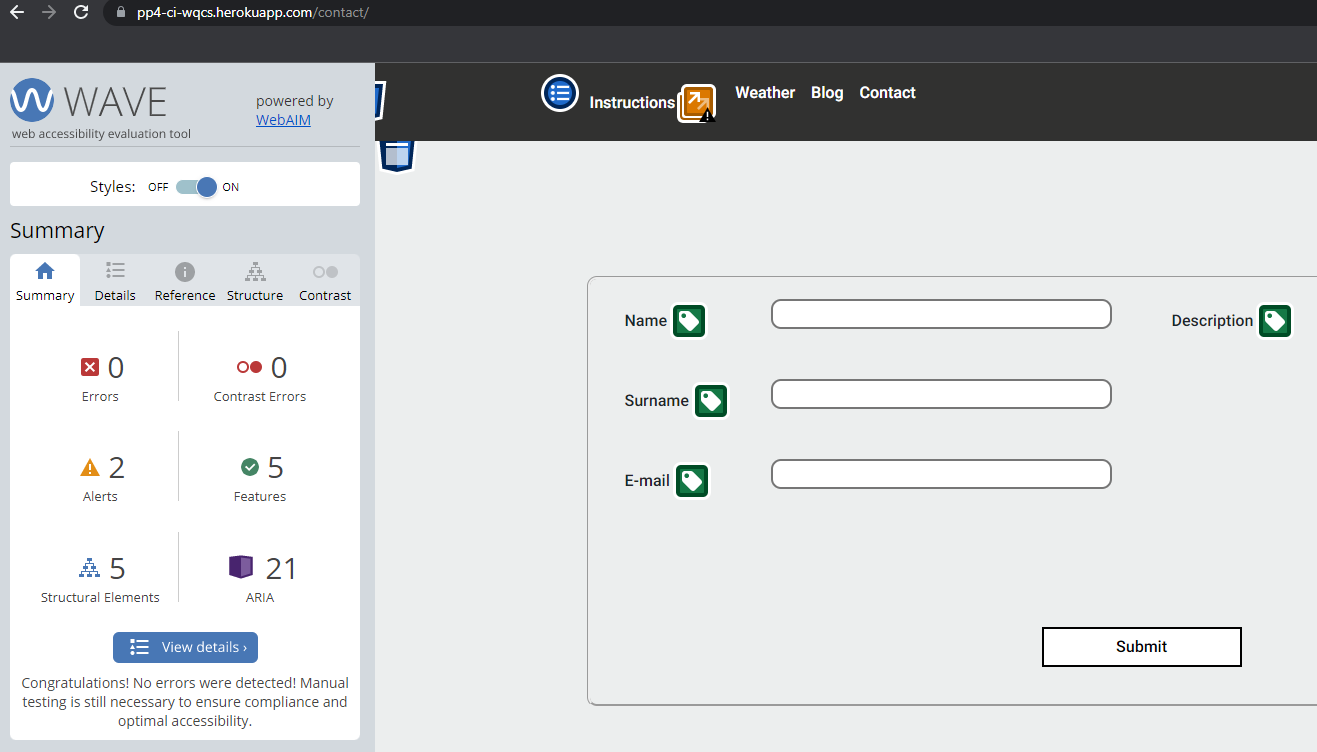 pp4-ci-wqcs.herokuapp.com/contact/
WAVE
powered by
WebAIM
web accessibility evaluation tool
Styles: OFF ON
Summary
Summary Details Reference Structure Contrast
0 0
Errors Contrast Errors
2 5
Alerts Features
5 21
Structural Elements ARIA
View details ›
Congratulations! No errors were detected! Manual
testing is still necessary to ensure compliance and
optimal accessibility.
Instructions Weather Blog Contact
Name Description
Surname
E-mail
Submit